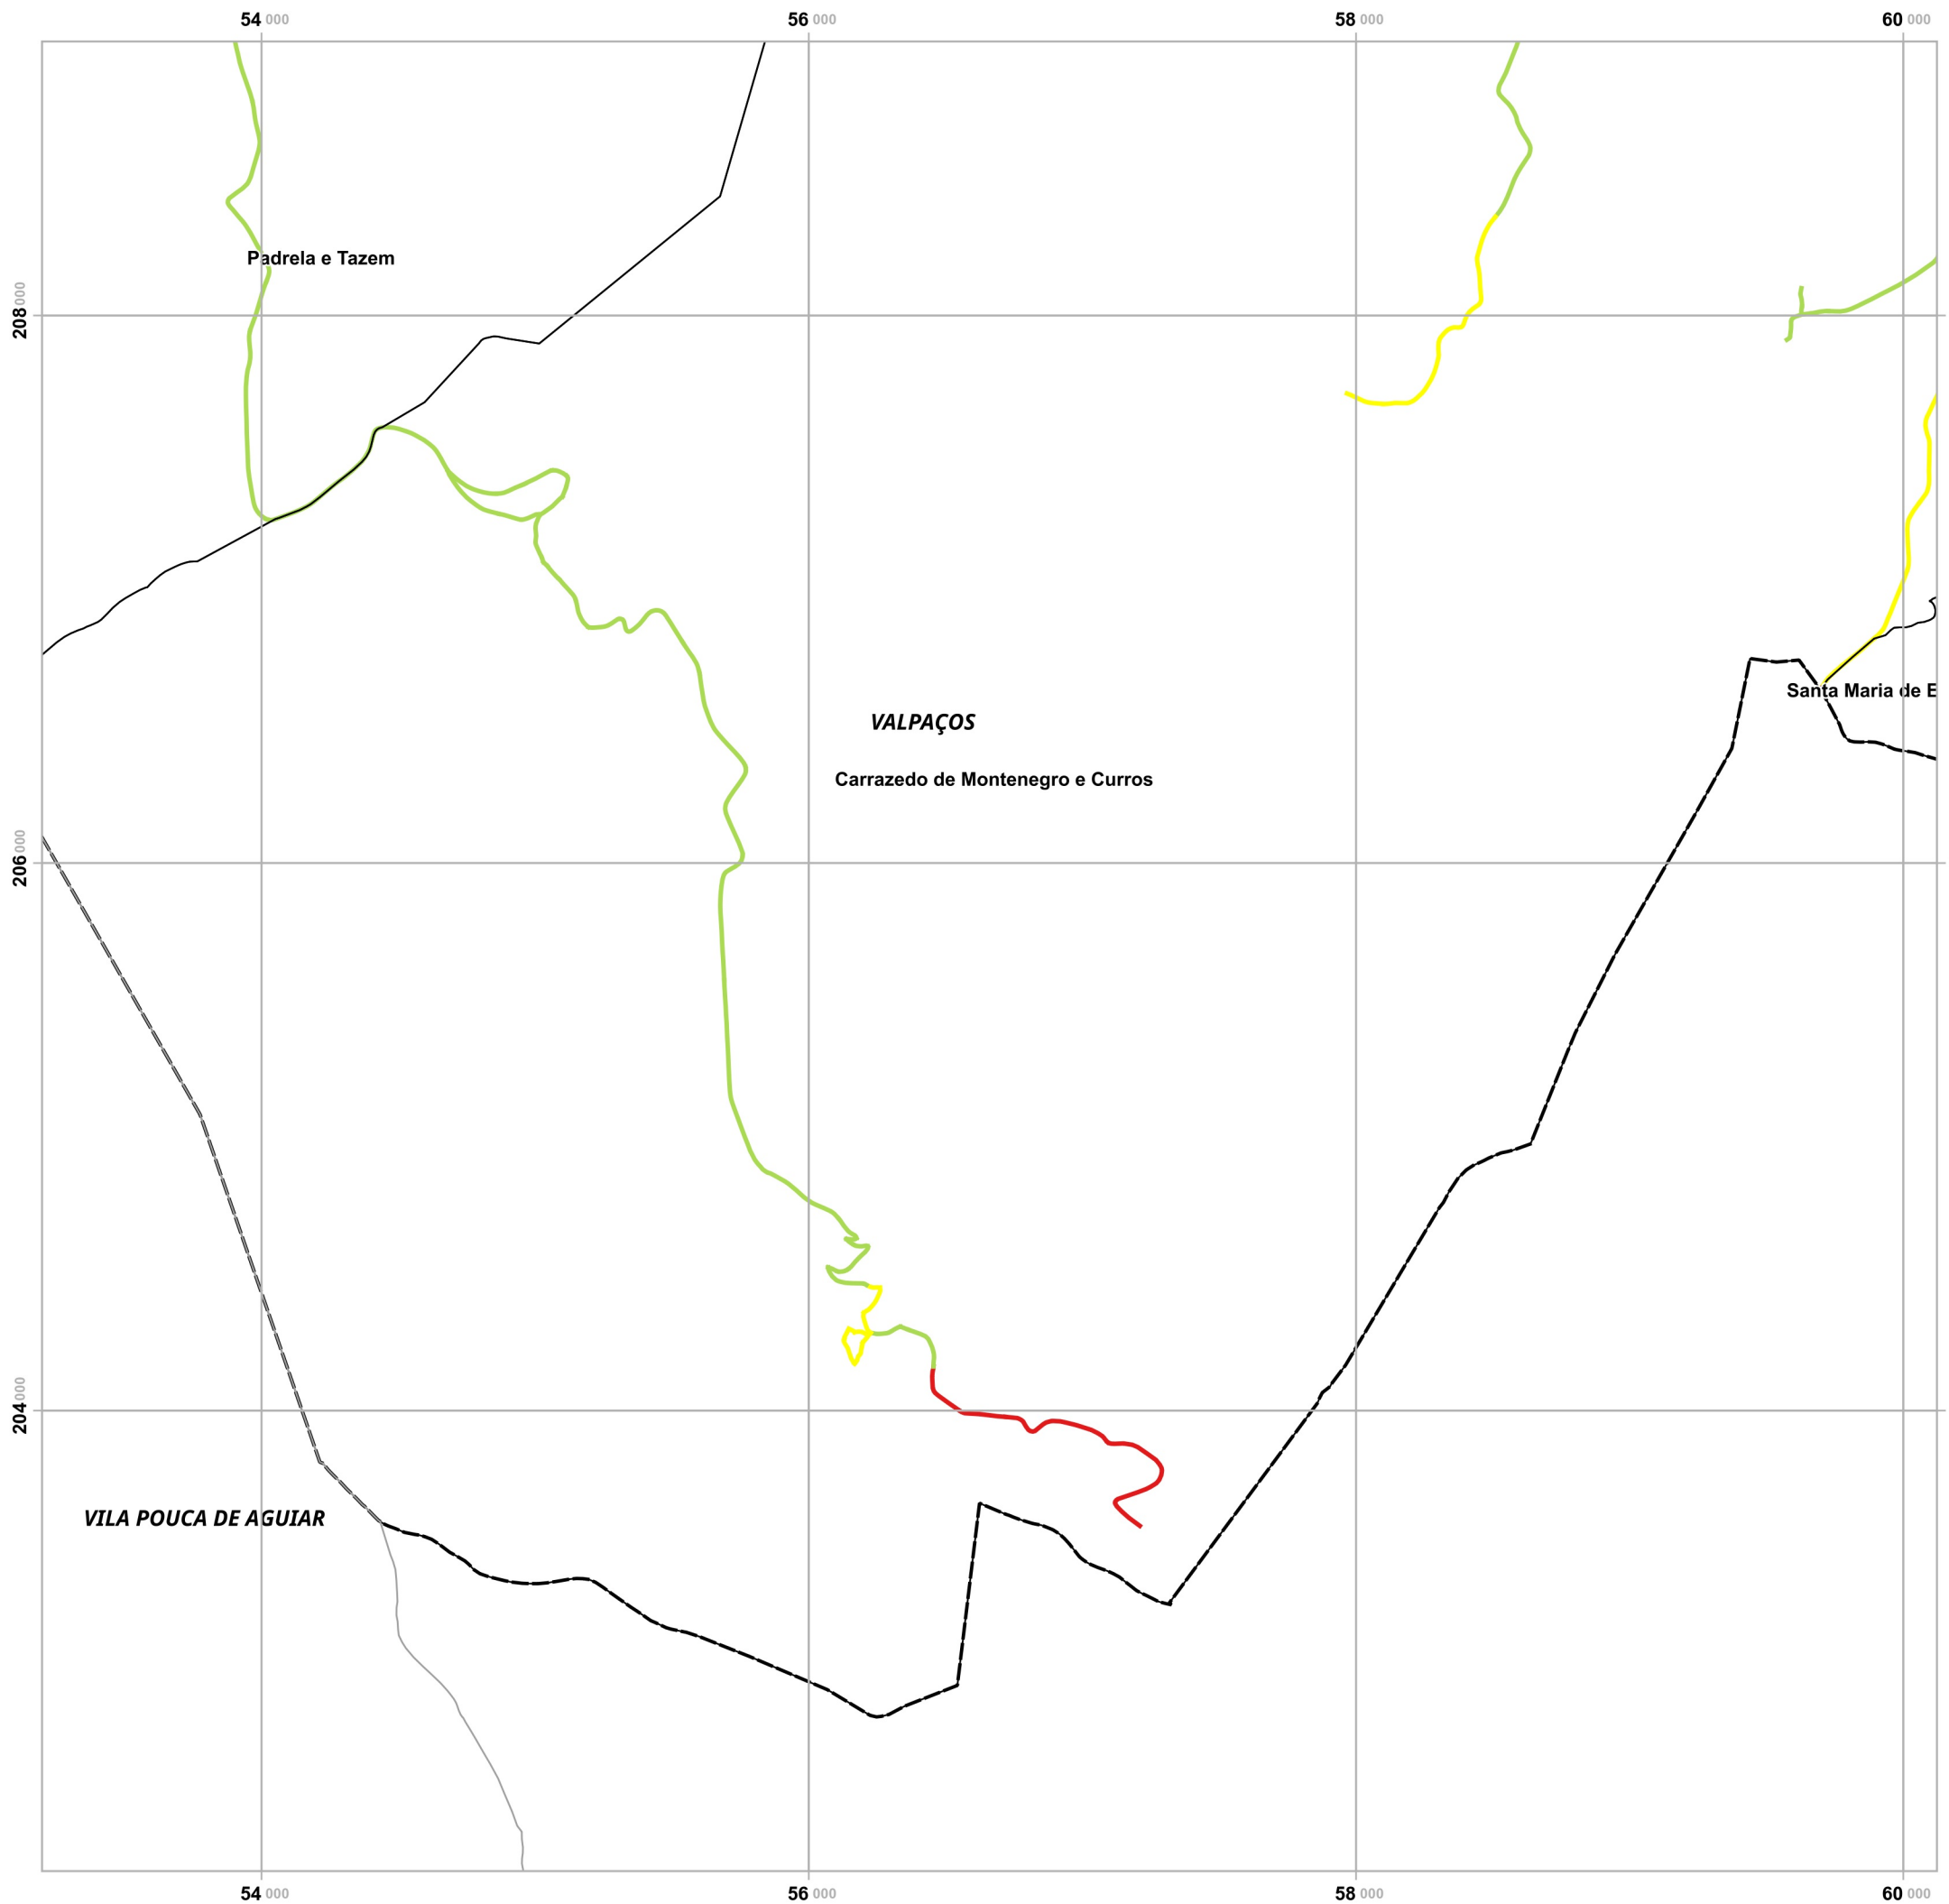 54 000 56 000 58 000 60 000
Padrela e Tazem
208 000
Santa Maria de E
VALPAÇOS
Carrazedo de Montenegro e Curros
206 000
204 000
VILA POUCA DE AGUIAR
54 000 56 000 58 000 60 000